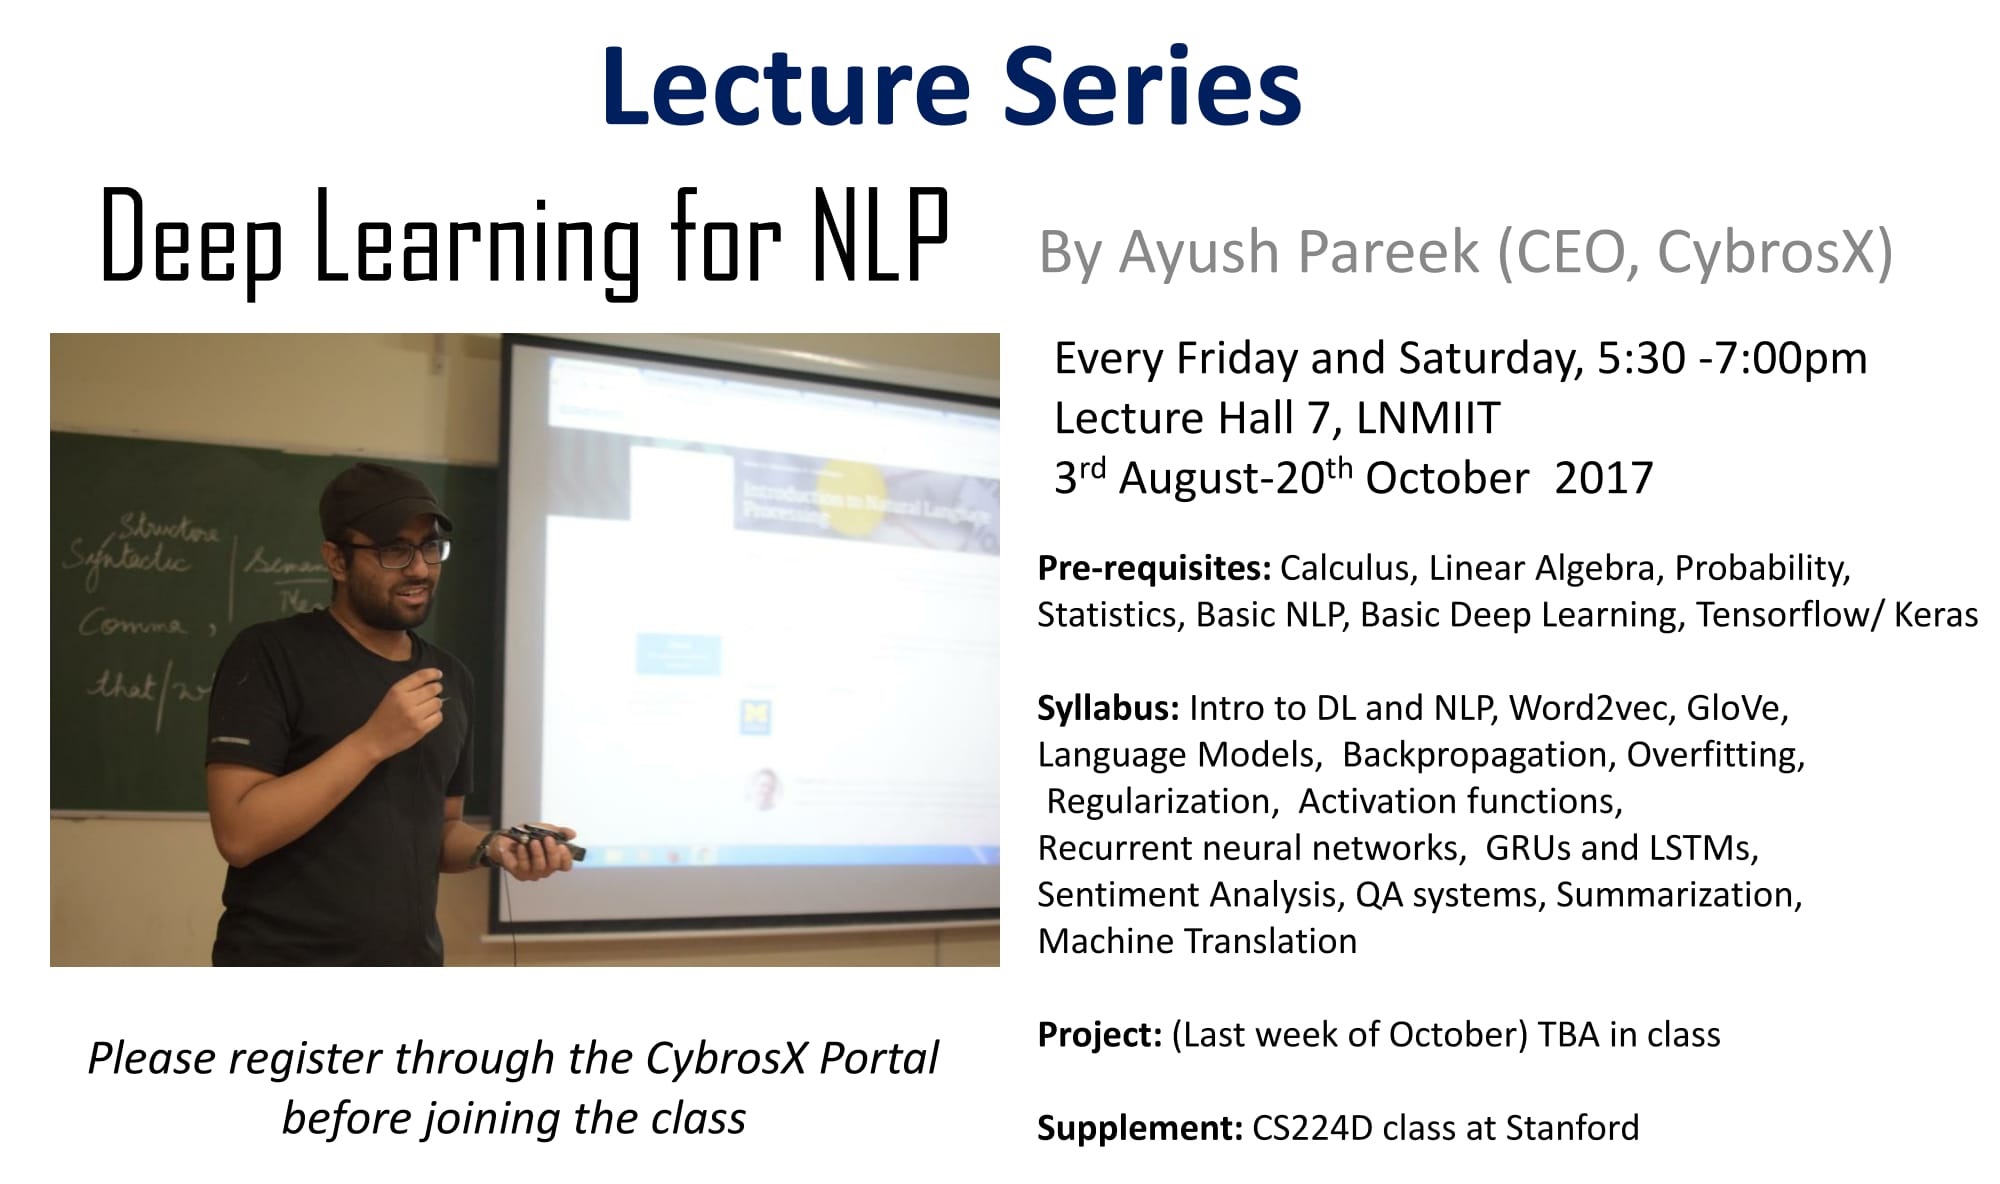 Lecture Series
Deep Learning for NLP
By Ayush Pareek (CEO, CybrosX)
Every Friday and Saturday, 5:30 -7:00pm
Lecture Hall 7, LNMIIT
3rd August-20th October  2017
Pre-requisites: Calculus, Linear Algebra, Probability,
Statistics, Basic NLP, Basic Deep Learning, Tensorflow/ Keras
Syllabus: Intro to DL and NLP, Word2vec, GloVe,
Language Models,  Backpropagation, Overfitting,
Regularization,  Activation functions,
Recurrent neural networks,  GRUs and LSTMs,
Sentiment Analysis, QA systems, Summarization,
Machine Translation
Project: (Last week of October) TBA in class
Supplement: CS224D class at Stanford
Structure
Syntactic
Comma ,
that/
Introduction to Natural Language
Processing
M
Please register through the CybrosX Portal
before joining the class